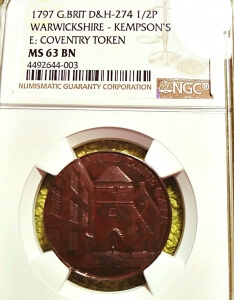 1797 G.BRIT D&H-274 1/2P
WARWICKSHIRE - KEMPSON'S
E: COVENTRY TOKEN
MS 63 BN
4492644-003
NUMISMATIC GUARANTY CORPORATION
NGC